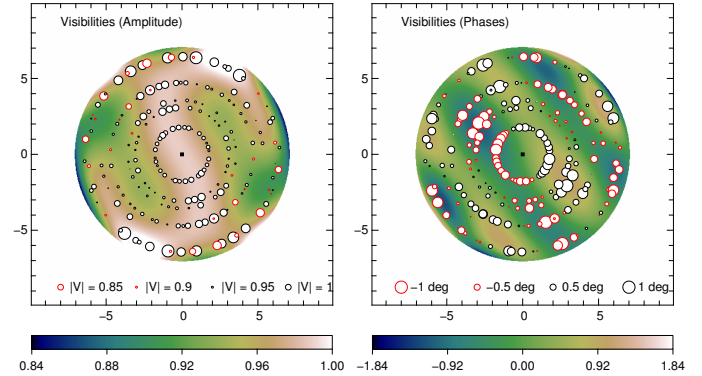 Visibilities (Amplitude)
5
0
−5
|V| = 0.85 |V| = 0.9 |V| = 0.95 |V| = 1
−5 0 5
0.84 0.88 0.92 0.96 1.00
Visibilities (Phases)
5
0
−5
−1 deg −0.5 deg 0.5 deg 1 deg
−5 0 5
−1.84 −0.92 0.00 0.92 1.84